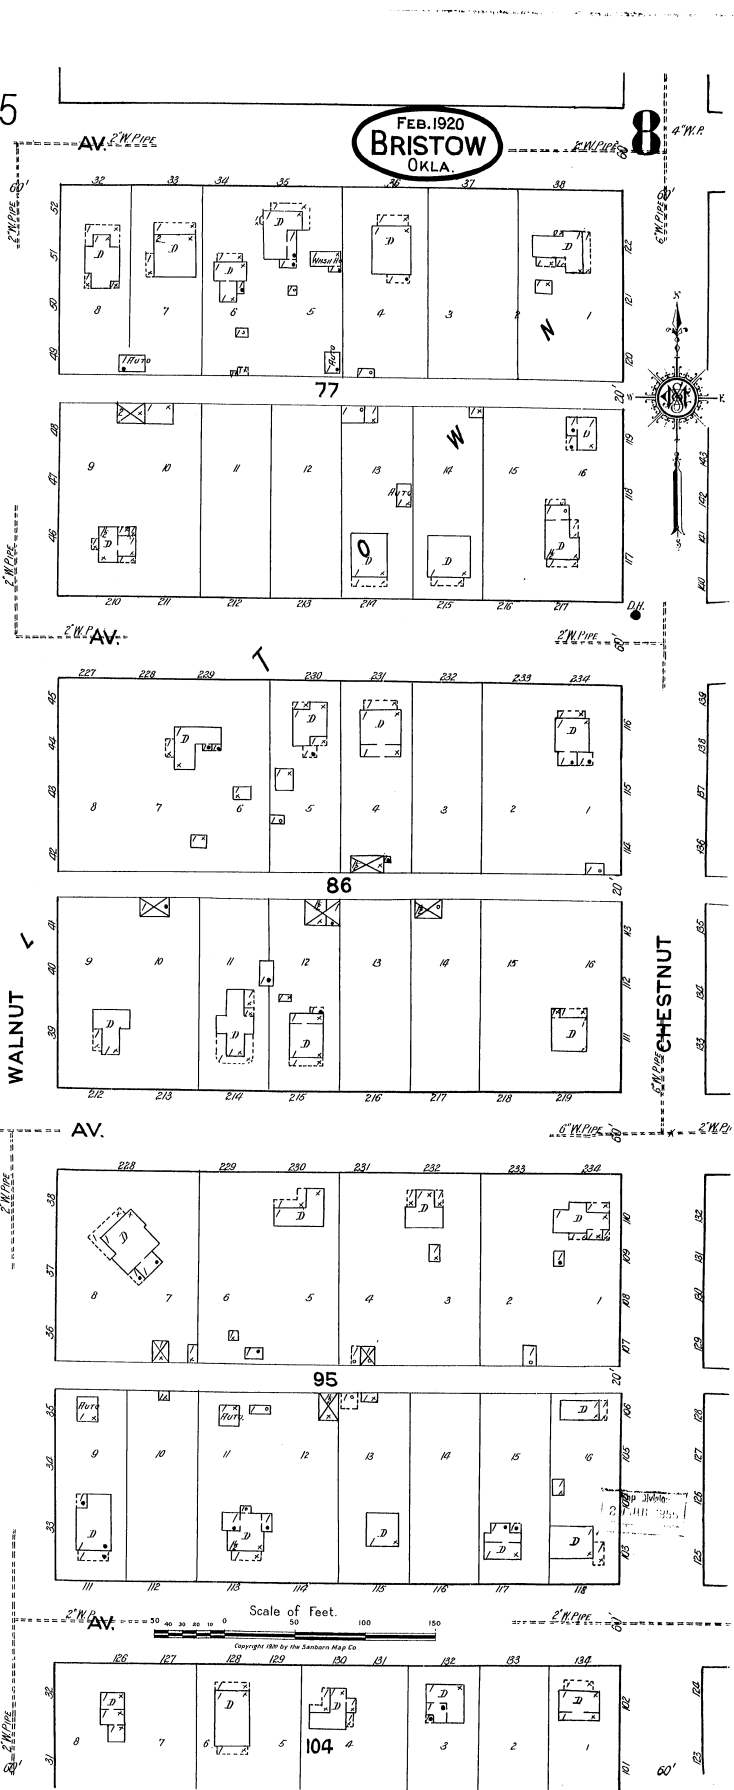 5
FEB. 1920
BRISTOW
OKLA.
8
AV. 2" W. PIPE
2" W. PIPE
4" W. P.
60'
60'
60
2" W. PIPE
6" W. PIPE
32 33 34 35 36 37 38
52
51
50
49
122
121
120
D D D D D D
WASH HO.
8 7 6 5 4 3 2 1
N
AUTO
AUTO
77
20'
48
47
46
119
118
117
9 10 11 12 13 14 15 16
W
AUTO
O
D D D D D
143
142
141
140
210 211 212 213 214 215 216 217
D.H.
2" W. PIPE
2" W. P.
AV.
2" W. PIPE
60'
T
227 228 229 230 231 232 233 234
45
44
43
42
116
115
114
139
138
137
136
D D D D
8 7 6 5 4 3 2 1
86
20'
41
40
39
113
112
111
135
134
133
L
9 10 11 12 13 14 15 16
D D D D
WALNUT
CHESTNUT
6" W. PIPE
212 213 214 215 216 217 218 219
AV.
6" W. PIPE
60'
2" W. PI
2" W. PIPE
228 229 230 231 232 233 234
38
37
36
110
109
108
107
132
131
130
129
D D D D
8 7 6 5 4 3 2 1
95
20'
35
34
33
106
105
104
103
128
127
126
125
AUTO
AUTO.
D
9 10 11 12 13 14 15 16
D D D D D
111 112 113 114 115 116 117 118
2" W. P.
AV.
Scale of Feet.
50 40 30 20 10 0 50 100 150
Copyright 1920 by the Sanborn Map Co.
2" W. PIPE
60'
126 127 128 129 130 131 132 133 134
32
31
102
101
124
123
D D D D D
8 7 6 5 104 4 3 2 1
2" W. PIPE
60'
60'